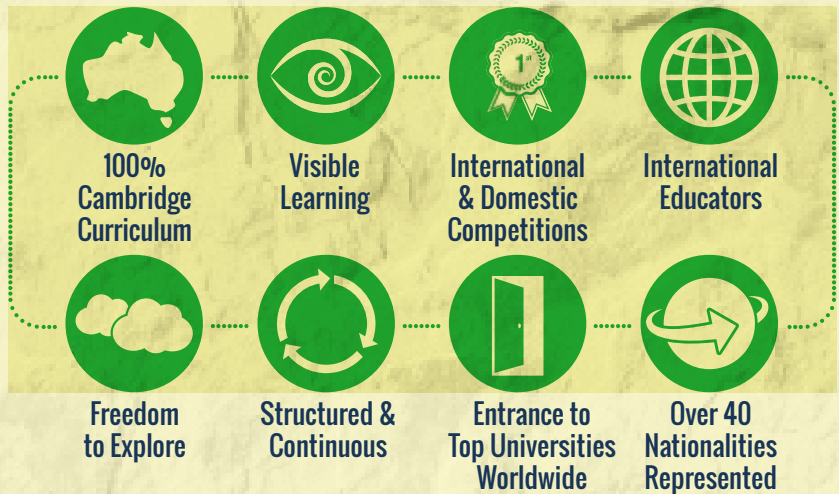 1st
100%
Cambridge
Curriculum
Visible
Learning
International
& Domestic
Competitions
International
Educators
Freedom
to Explore
Structured &
Continuous
Entrance to
Top Universities
Worldwide
Over 40
Nationalities
Represented